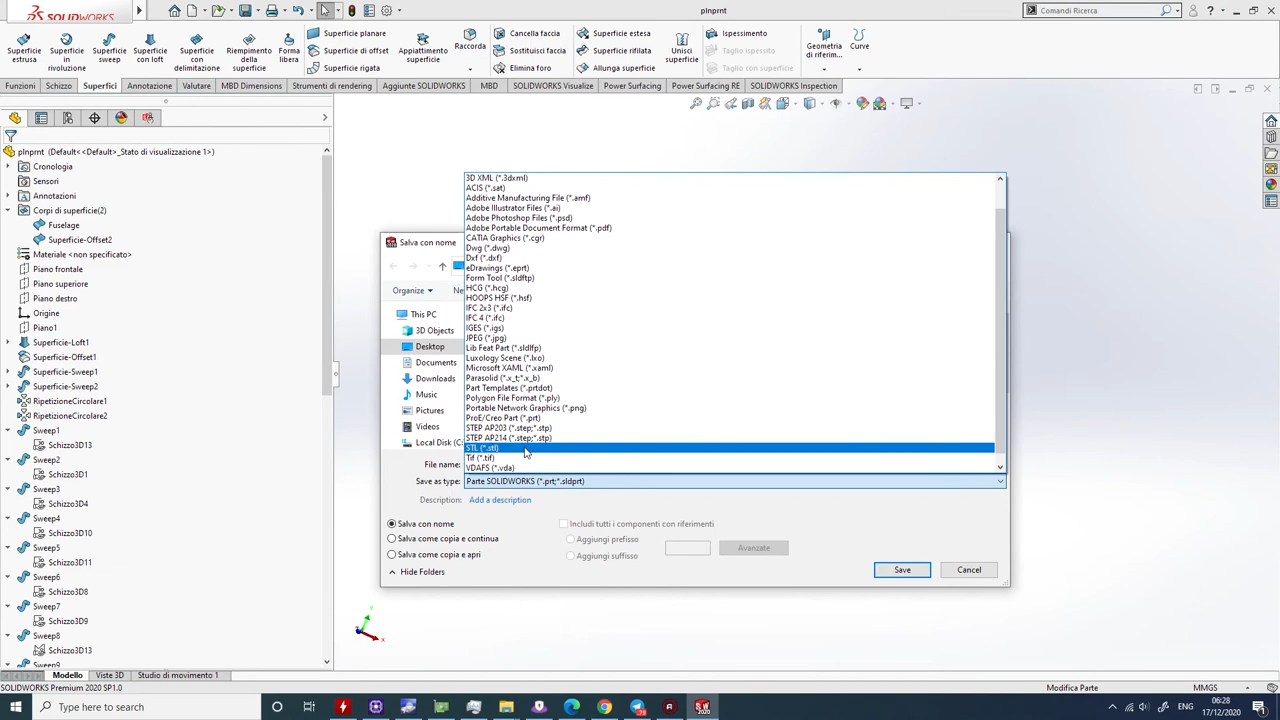 SOLIDWORKS
plnprnt
Comandi Ricerca
Superficie estrusa
Superficie in rivoluzione
Superficie sweep
Superficie con loft
Superficie con delimitazione
Riempimento della superficie
Forma libera
Superficie planare
Superficie di offset
Superficie rigata
Appiattimento superficie
Raccorda
Cancella faccia
Sostituisci faccia
Elimina foro
Superficie estesa
Superficie rifilata
Allunga superficie
Unisci superficie
Ispessimento
Taglio ispessito
Taglio con superficie
Geometria di riferim...
Curve
Funzioni
Schizzo
Superfici
Annotazione
Valutare
MBD Dimensions
Strumenti di rendering
Aggiunte SOLIDWORKS
MBD
SOLIDWORKS Visualize
Power Surfacing
Power Surfacing RE
SOLIDWORKS Inspection
plnprnt (Default<<Default>_Stato di visualizzazione 1>)
Cronologia
Sensori
Annotazioni
Corpi di superficie(2)
Fuselage
Superficie-Offset2
Materiale <non specificato>
Piano frontale
Piano superiore
Piano destro
Origine
Piano1
Superficie-Loft1
Superficie-Offset1
Superficie-Sweep1
Superficie-Sweep2
RipetizioneCircolare1
RipetizioneCircolare2
Sweep1
Schizzo3D13
Sweep2
Schizzo3D1
Sweep3
Sweep4
Schizzo3D10
Sweep5
Schizzo3D11
Sweep6
Schizzo3D8
Sweep7
Schizzo3D9
Sweep8
Schizzo3D13
Sweep9
Salva con nome
Organize
Ne
This PC
3D Objects
Desktop
Documents
Downloads
Music
Pictures
Videos
Local Disk (C
3D XML (*.3dxml)
ACIS (*.sat)
Additive Manufacturing File (*.amf)
Adobe Illustrator Files (*.ai)
Adobe Photoshop Files (*.psd)
Adobe Portable Document Format (*.pdf)
CATIA Graphics (*.cgr)
Dwg (*.dwg)
Dxf (*.dxf)
eDrawings (*.eprt)
Form Tool (*.sldftp)
HCG (*.hcg)
HOOPS HSF (*.hsf)
IFC 2x3 (*.ifc)
IFC 4 (*.ifc)
IGES (*.igs)
JPEG (*.jpg)
Lib Feat Part (*.sldlfp)
Luxology Scene (*.lxo)
Microsoft XAML (*.xaml)
Parasolid (*.x_t;*.x_b)
Part Templates (*.prtdot)
Polygon File Format (*.ply)
Portable Network Graphics (*.png)
ProE/Creo Part (*.prt)
STEP AP203 (*.step;*.stp)
STEP AP214 (*.step;*.stp)
STL (*.stl)
Tif (*.tif)
VDAFS (*.vda)
File name:
Save as type: Parte SOLIDWORKS (*.prt;*.sldprt)
Description: Add a description
Salva con nome
Salva come copia e continua
Salva come copia e apri
Includi tutti i componenti con riferimenti
Aggiungi prefisso
Aggiungi suffisso
Avanzate
Hide Folders
Save
Cancel
Y
X
Modello
Viste 3D
Studio di movimento 1
SOLIDWORKS Premium 2020 SP1.0
Modifica Parte
MMGS
Type here to search
06:28
17/12/2020